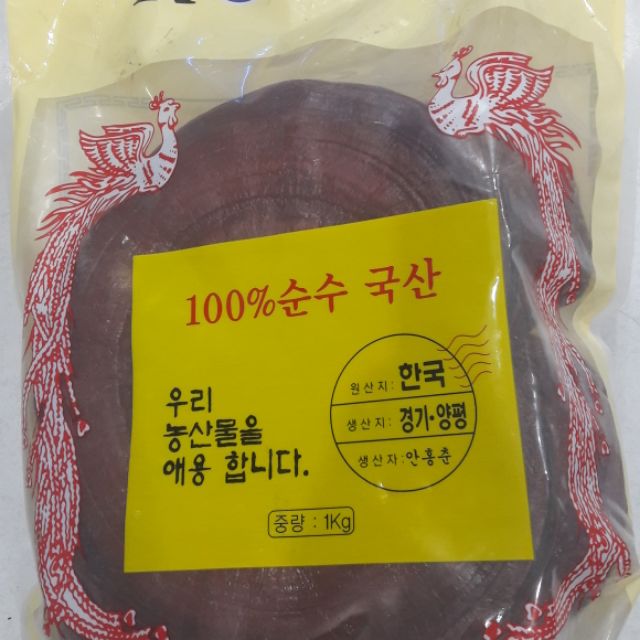 100%순수 국산
우리
농산물을
애용 합니다.
원산지: 한국
생산지: 경기·양평
생산자: 안흥춘
중량 : 1Kg